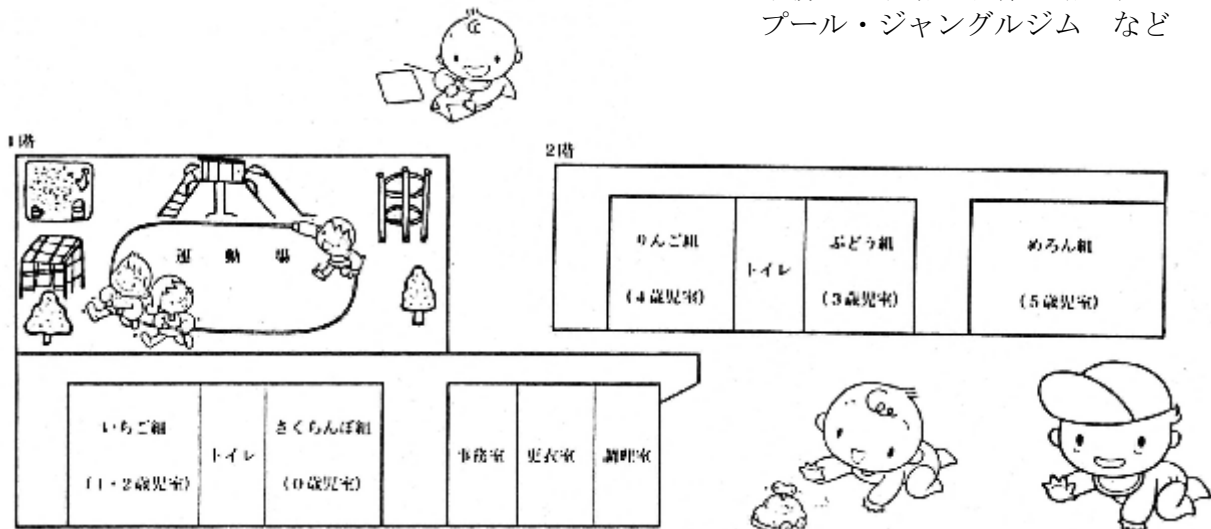 プール・ジャングルジム　など
1階
運　動　場
いちご組
(1・2歳児室)
トイレ
さくらんぼ組
(0歳児室)
事務室
更衣室
調理室
2階
りんご組
(4歳児室)
トイレ
ぶどう組
(3歳児室)
めろん組
(5歳児室)